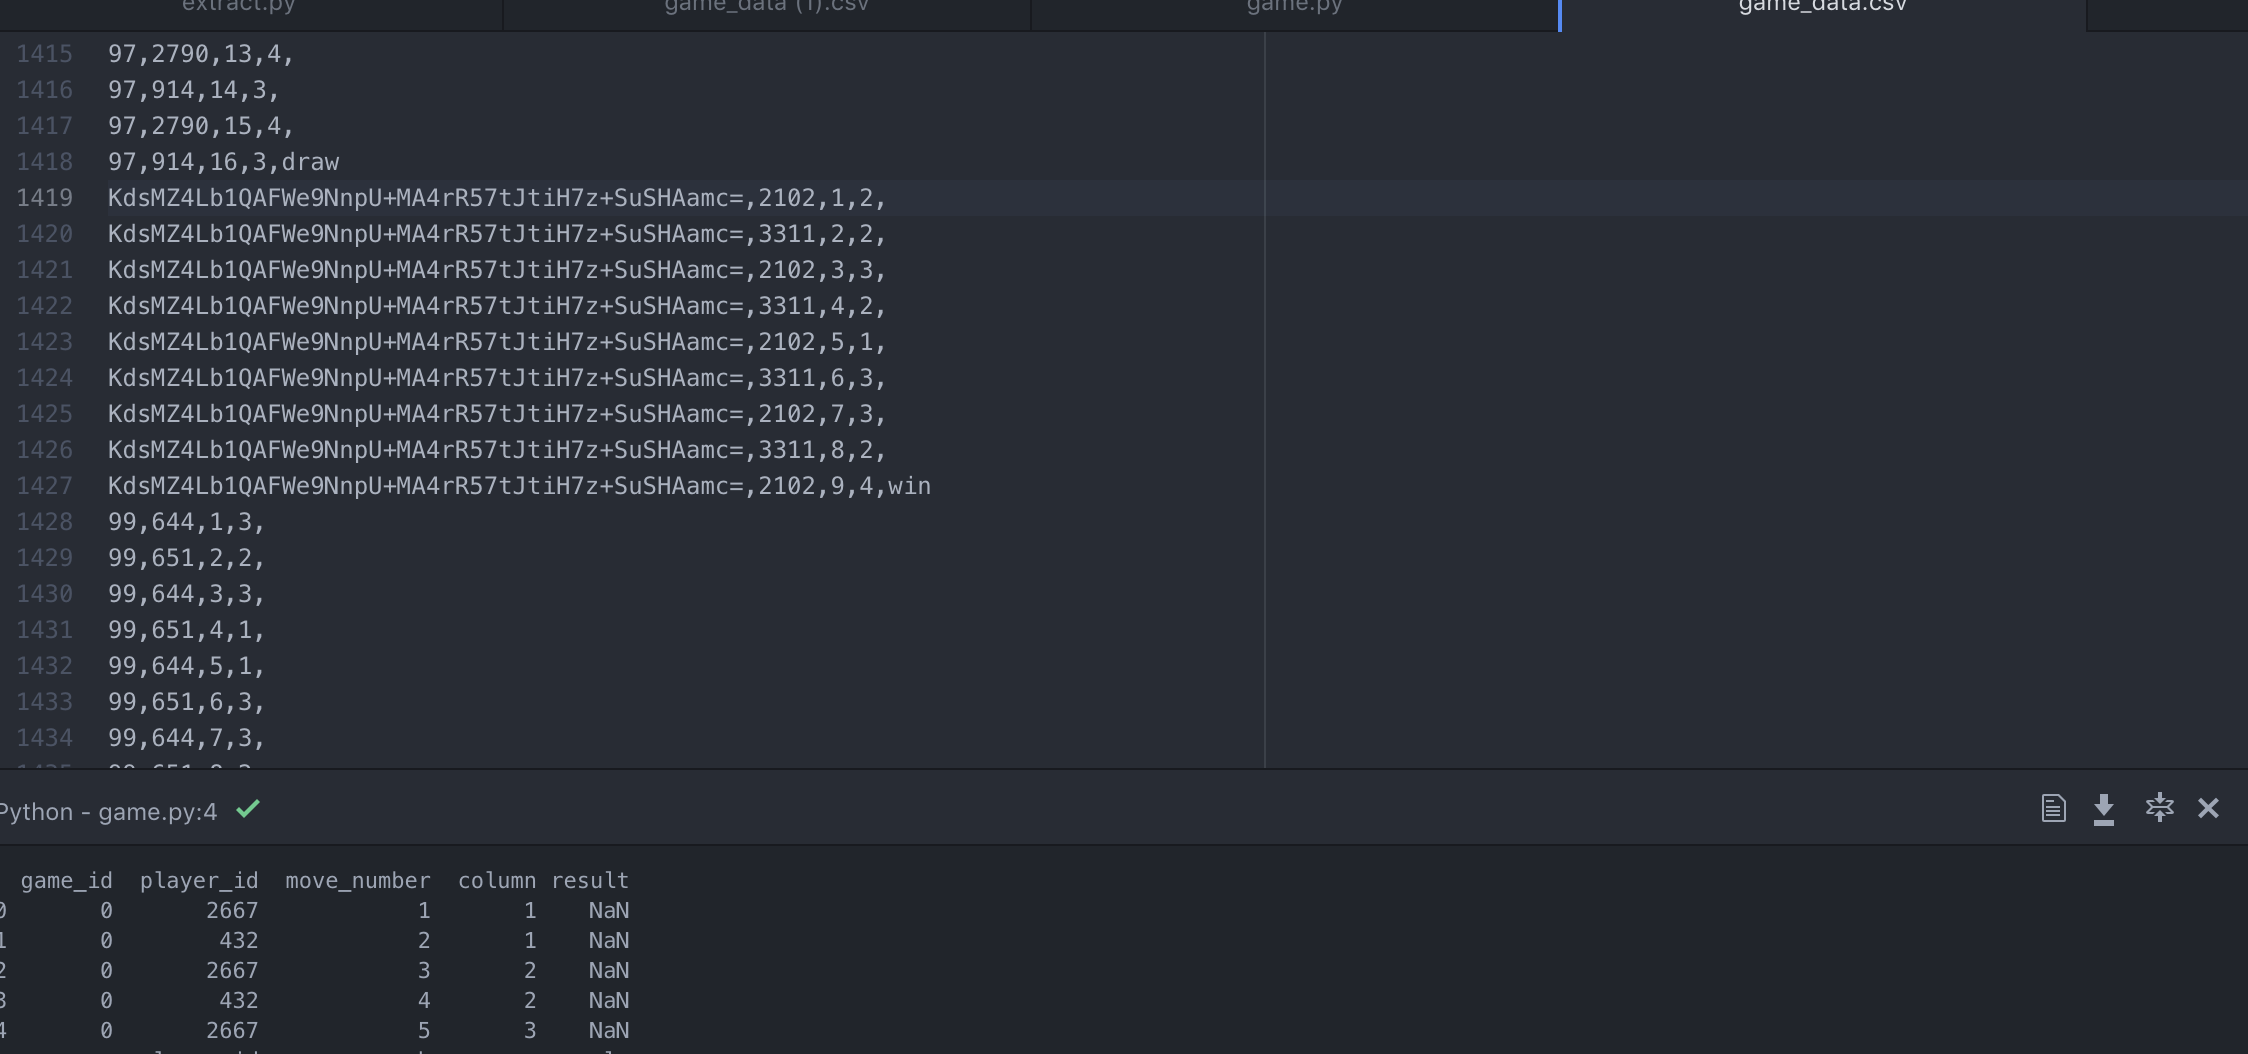 extract.py game_data (1).csv game.py game_data.csv
1415 97,2790,13,4,
1416 97,914,14,3,
1417 97,2790,15,4,
1418 97,914,16,3,draw
1419 KdsMZ4Lb1QAFWe9NnpU+MA4rR57tJtiH7z+SuSHAamc=,2102,1,2,
1420 KdsMZ4Lb1QAFWe9NnpU+MA4rR57tJtiH7z+SuSHAamc=,3311,2,2,
1421 KdsMZ4Lb1QAFWe9NnpU+MA4rR57tJtiH7z+SuSHAamc=,2102,3,3,
1422 KdsMZ4Lb1QAFWe9NnpU+MA4rR57tJtiH7z+SuSHAamc=,3311,4,2,
1423 KdsMZ4Lb1QAFWe9NnpU+MA4rR57tJtiH7z+SuSHAamc=,2102,5,1,
1424 KdsMZ4Lb1QAFWe9NnpU+MA4rR57tJtiH7z+SuSHAamc=,3311,6,3,
1425 KdsMZ4Lb1QAFWe9NnpU+MA4rR57tJtiH7z+SuSHAamc=,2102,7,3,
1426 KdsMZ4Lb1QAFWe9NnpU+MA4rR57tJtiH7z+SuSHAamc=,3311,8,2,
1427 KdsMZ4Lb1QAFWe9NnpU+MA4rR57tJtiH7z+SuSHAamc=,2102,9,4,win
1428 99,644,1,3,
1429 99,651,2,2,
1430 99,644,3,3,
1431 99,651,4,1,
1432 99,644,5,1,
1433 99,651,6,3,
1434 99,644,7,3,
Python - game.py:4
game_id player_id move_number column result
0 0 2667 1 1 NaN
1 0 432 2 1 NaN
2 0 2667 3 2 NaN
3 0 432 4 2 NaN
4 0 2667 5 3 NaN